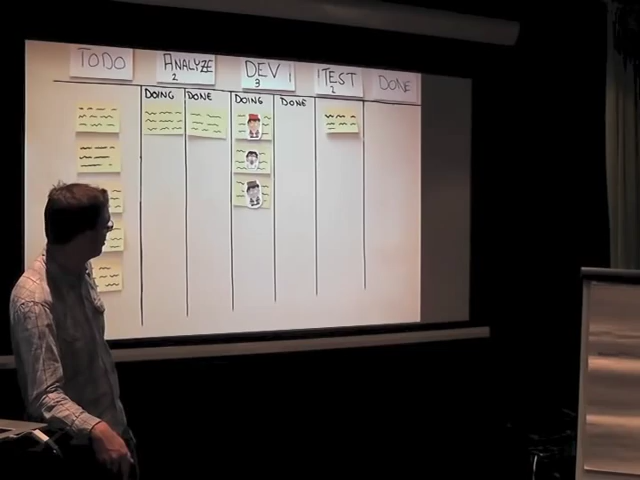 TODO
ANALYZE
2
DEV
3
TEST
2
DONE
DOING
DONE
DOING
DONE